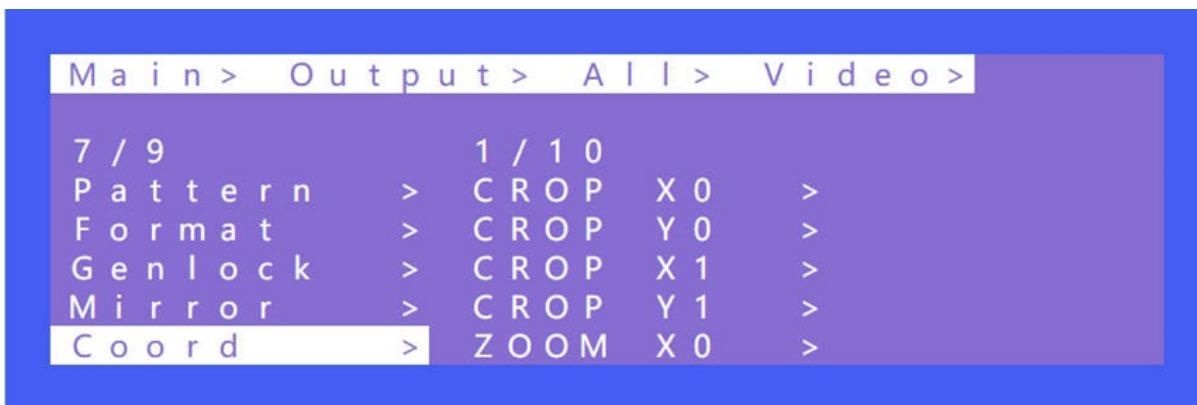 Main> Output> All> Video>
7/9 1/10
Pattern > CROP X0 >
Format > CROP Y0 >
Genlock > CROP X1 >
Mirror > CROP Y1 >
Coord > ZOOM X0 >